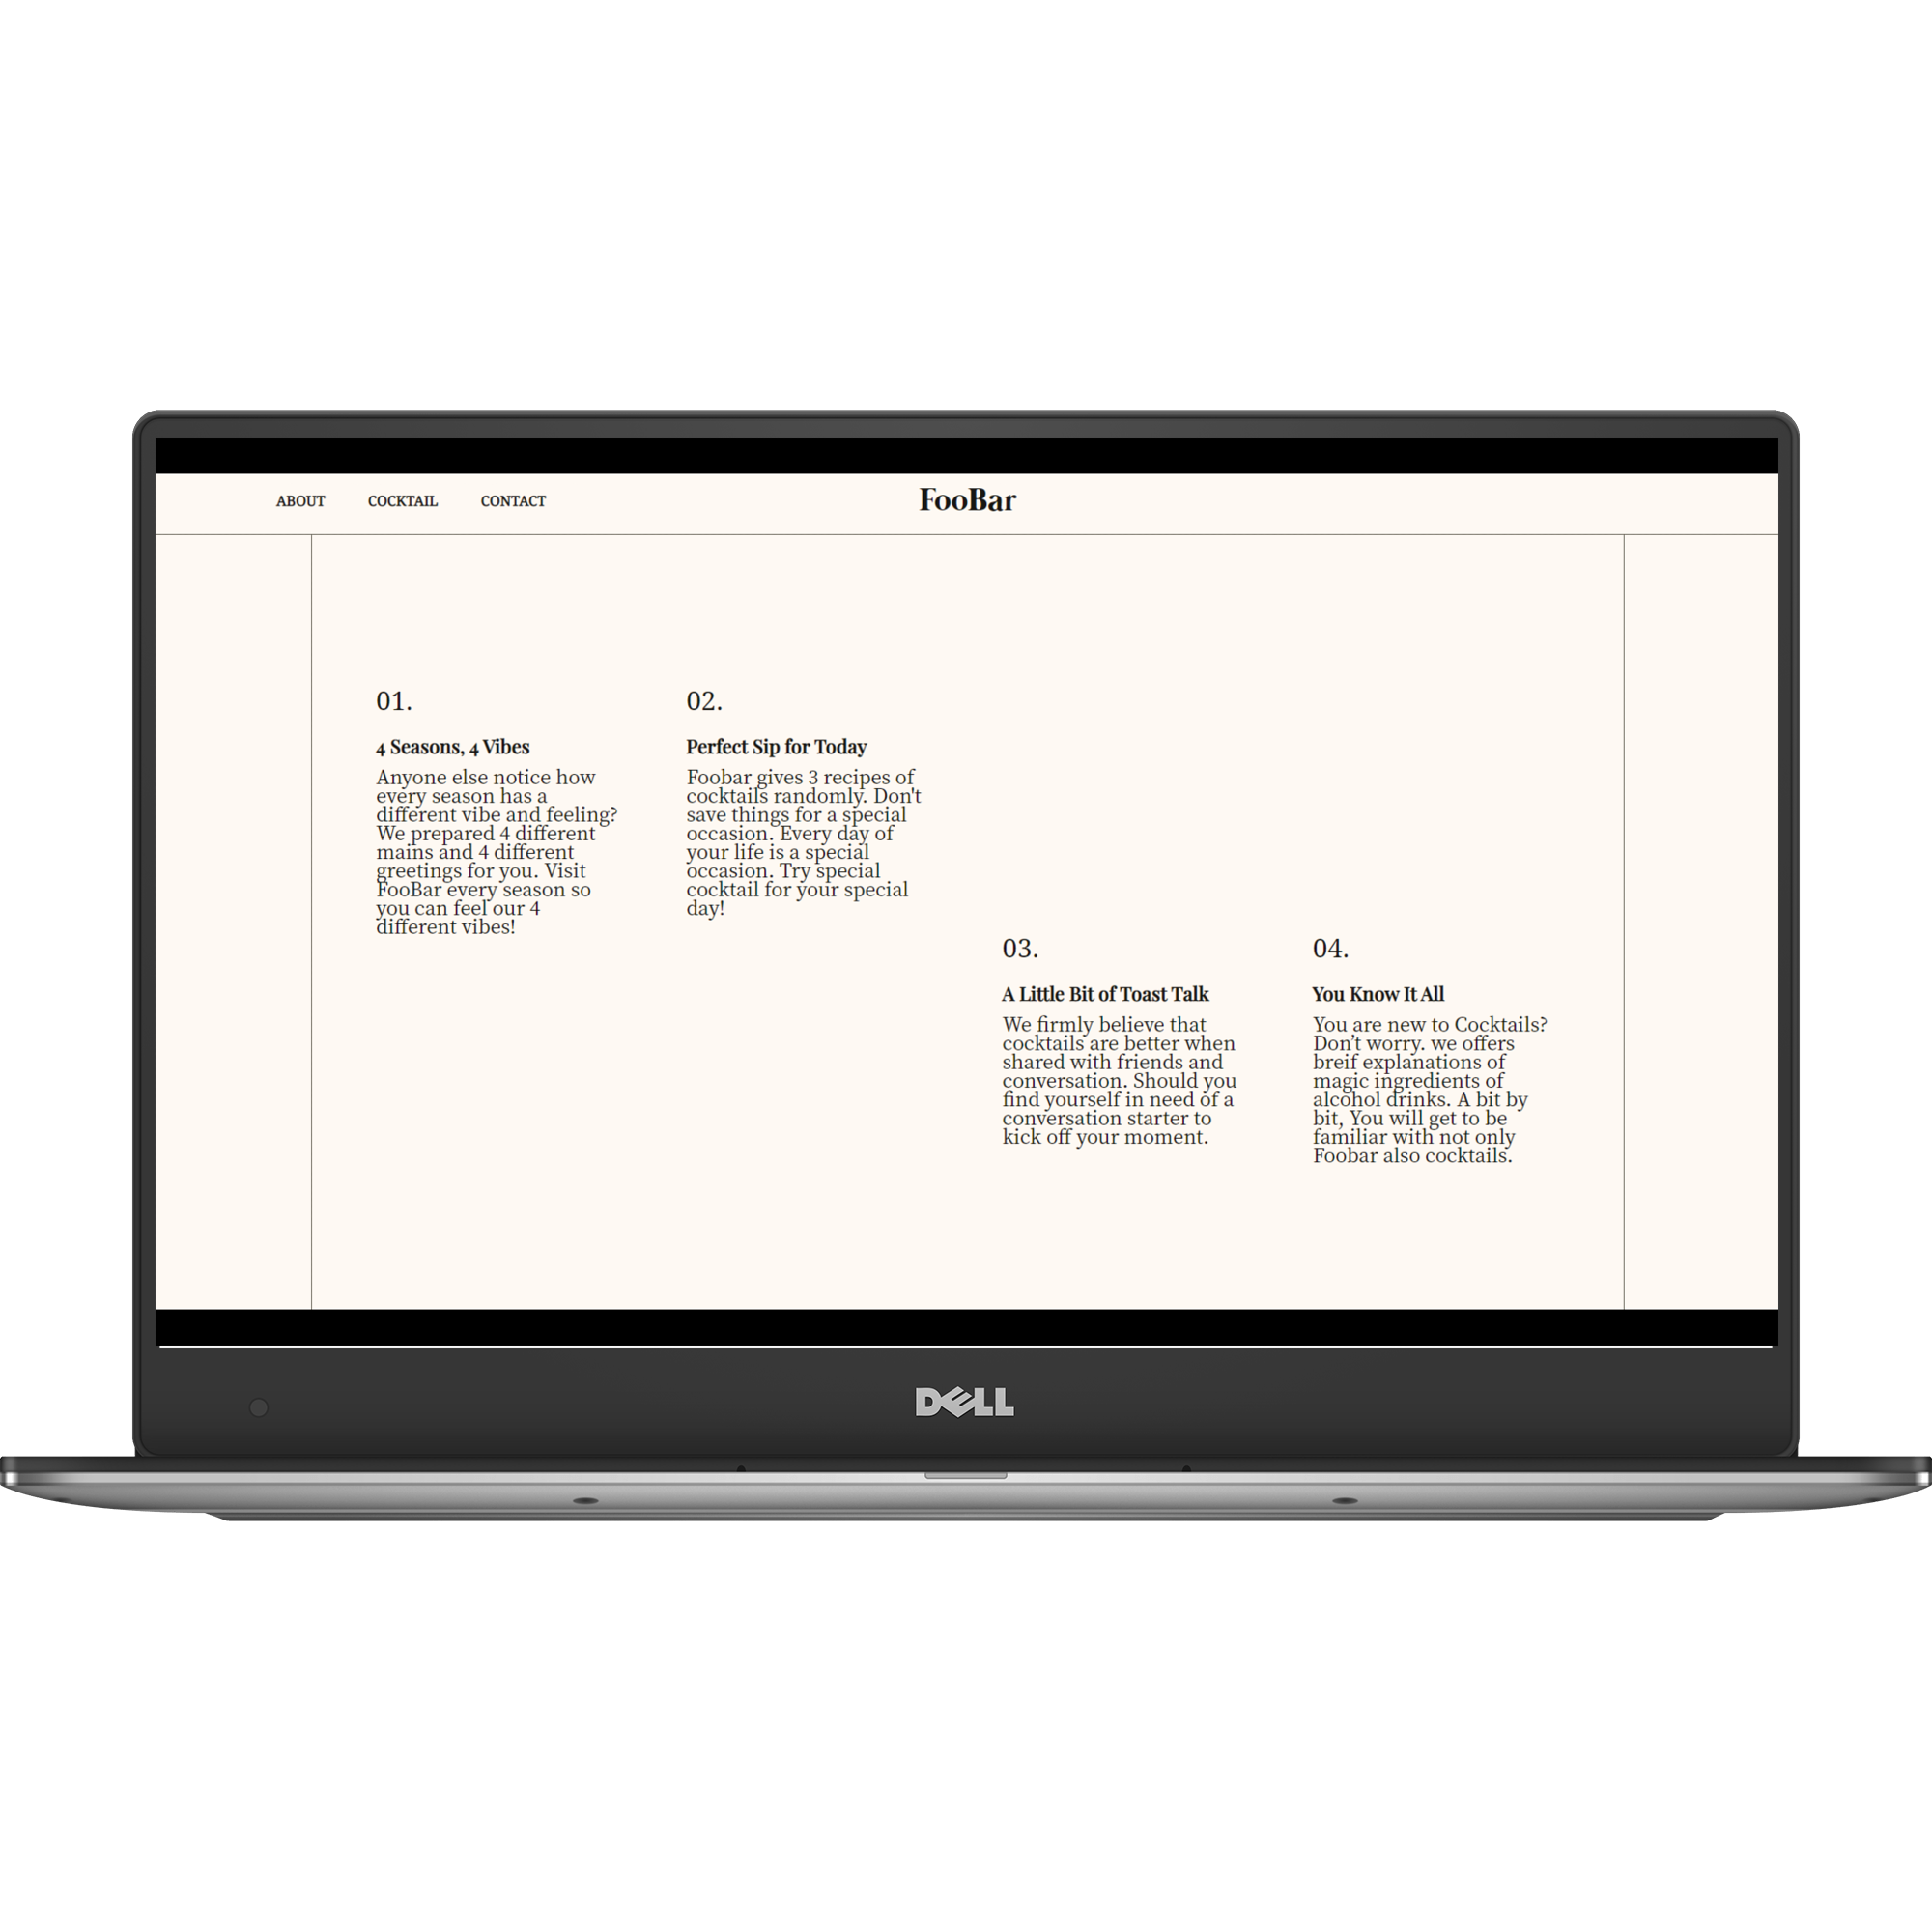 ABOUT COCKTAIL CONTACT FooBar
01.
4 Seasons, 4 Vibes
Anyone else notice how
every season has a
different vibe and feeling?
We prepared 4 different
mains and 4 different
greetings for you. Visit
FooBar every season so
you can feel our 4
different vibes!
02.
Perfect Sip for Today
Foobar gives 3 recipes of
cocktails randomly. Don't
save things for a special
occasion. Every day of
your life is a special
occasion. Try special
cocktail for your special
day!
03.
A Little Bit of Toast Talk
We firmly believe that
cocktails are better when
shared with friends and
conversation. Should you
find yourself in need of a
conversation starter to
kick off your moment.
04.
You Know It All
You are new to Cocktails?
Don’t worry. we offers
breif explanations of
magic ingredients of
alcohol drinks. A bit by
bit, You will get to be
familiar with not only
Foobar also cocktails.
DELL